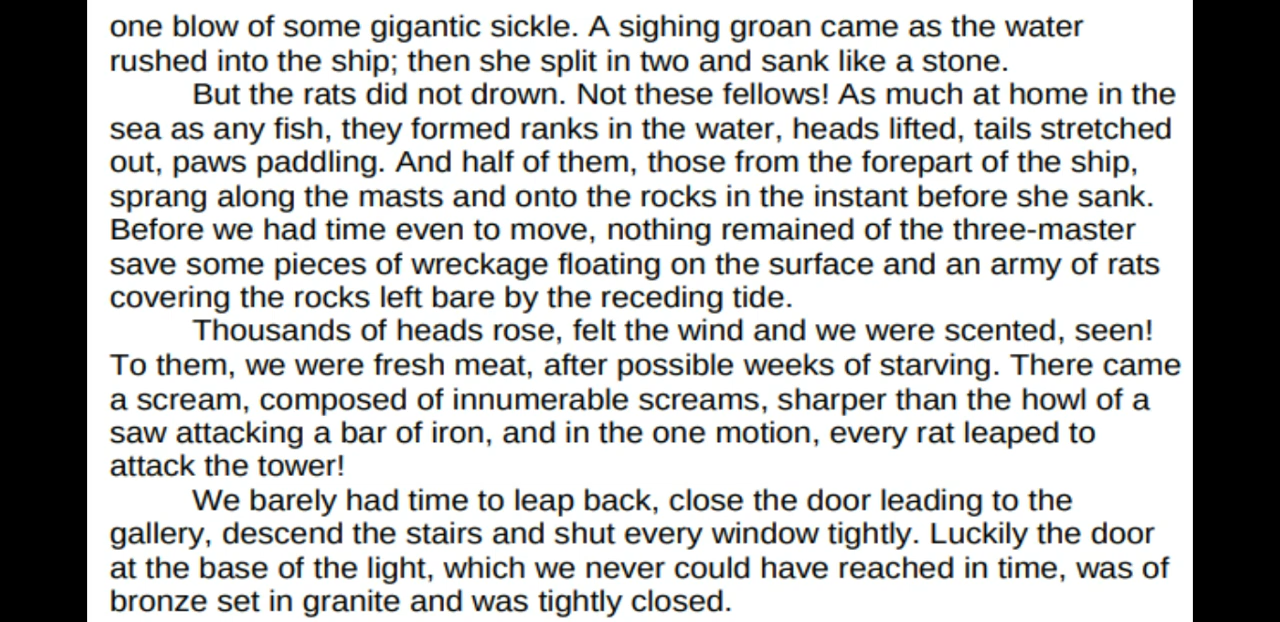 one blow of some gigantic sickle. A sighing groan came as the water
rushed into the ship; then she split in two and sank like a stone.
But the rats did not drown. Not these fellows! As much at home in the
sea as any fish, they formed ranks in the water, heads lifted, tails stretched
out, paws paddling. And half of them, those from the forepart of the ship,
sprang along the masts and onto the rocks in the instant before she sank.
Before we had time even to move, nothing remained of the three-master
save some pieces of wreckage floating on the surface and an army of rats
covering the rocks left bare by the receding tide.
Thousands of heads rose, felt the wind and we were scented, seen!
To them, we were fresh meat, after possible weeks of starving. There came
a scream, composed of innumerable screams, sharper than the howl of a
saw attacking a bar of iron, and in the one motion, every rat leaped to
attack the tower!
We barely had time to leap back, close the door leading to the
gallery, descend the stairs and shut every window tightly. Luckily the door
at the base of the light, which we never could have reached in time, was of
bronze set in granite and was tightly closed.